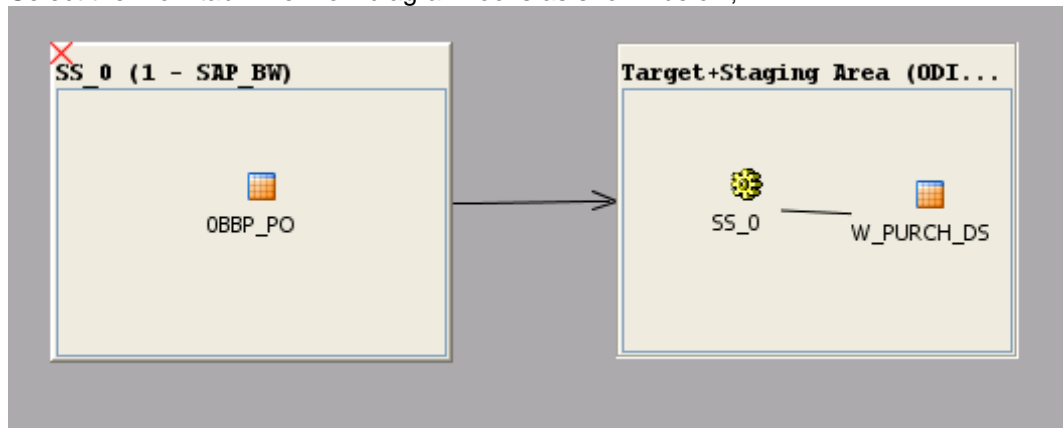 SS_0 (1 - SAP_BW)
Target+Staging Area (ODI...
0BBP_PO
SS_0
W_PURCH_DS